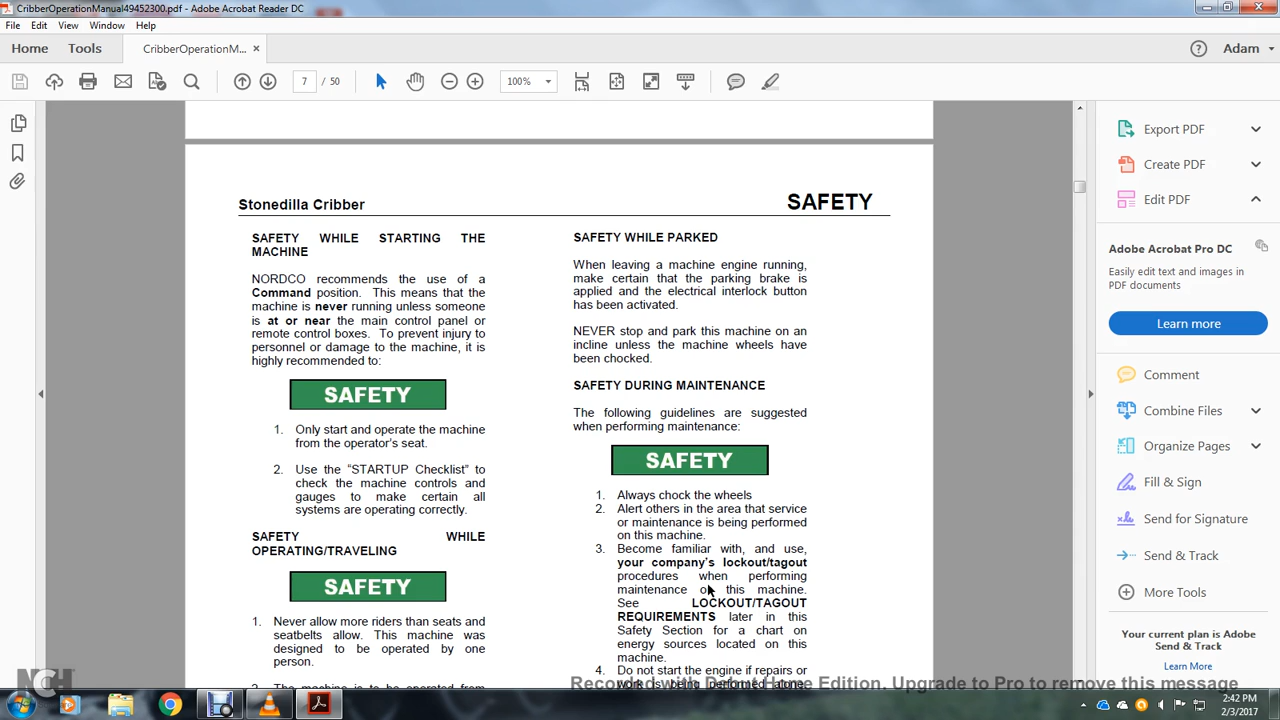 CribberOperationManual49452300.pdf - Adobe Acrobat Reader DC
File Edit View Window Help
Home Tools CribberOperationM... × Adam
7 / 50 100%
Stonedilla Cribber SAFETY
SAFETY WHILE STARTING THE
MACHINE
NORDCO recommends the use of a
Command position. This means that the
machine is never running unless someone
is at or near the main control panel or
remote control boxes. To prevent injury to
personnel or damage to the machine, it is
highly recommended to:
SAFETY
1. Only start and operate the machine
from the operator's seat.
2. Use the "STARTUP Checklist" to
check the machine controls and
gauges to make certain all
systems are operating correctly.
SAFETY WHILE
OPERATING/TRAVELING
SAFETY
1. Never allow more riders than seats and
seatbelts allow. This machine was
designed to be operated by one
person.
2. The machine is to be operated from
SAFETY WHILE PARKED
When leaving a machine engine running,
make certain that the parking brake is
applied and the electrical interlock button
has been activated.
NEVER stop and park this machine on an
incline unless the machine wheels have
been chocked.
SAFETY DURING MAINTENANCE
The following guidelines are suggested
when performing maintenance:
SAFETY
1. Always chock the wheels
2. Alert others in the area that service
or maintenance is being performed
on this machine.
3. Become familiar with, and use,
your company's lockout/tagout
procedures when performing
maintenance on this machine.
See LOCKOUT/TAGOUT
REQUIREMENTS later in this
Safety Section for a chart on
energy sources located on this
machine.
4. Do not start the engine if repairs or
work is being performed alone.
Export PDF
Create PDF
Edit PDF
Adobe Acrobat Pro DC
Easily edit text and images in
PDF documents
Learn more
Comment
Combine Files
Organize Pages
Fill & Sign
Send for Signature
Send & Track
More Tools
Your current plan is Adobe
Send & Track
Learn More
NCH
Recorded with Debut Home Edition. Upgrade to Pro to remove this message
2:42 PM
2/3/2017